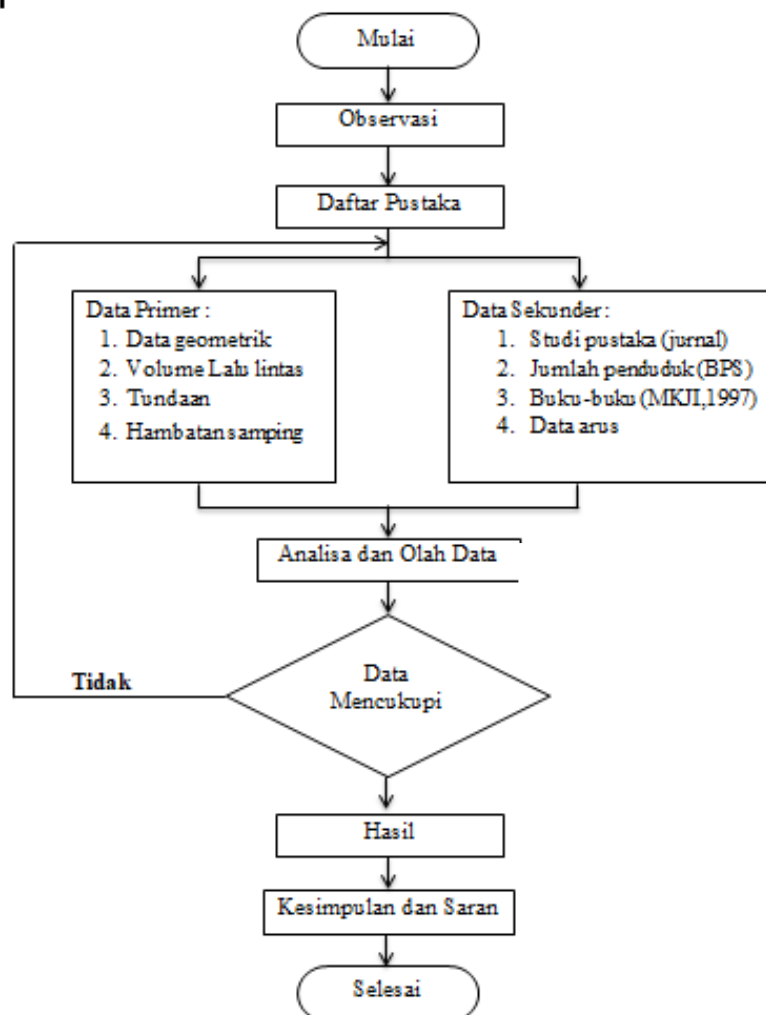 Mulai
Observasi
Daftar Pustaka
Data Primer :
1. Data geometrik
2. Volume Lalu lintas
3. Tundaan
4. Hambatan samping
Data Sekunder :
1. Studi pustaka (jurnal)
2. Jumlah penduduk (BPS)
3. Buku-buku (MKJI,1997)
4. Data arus
Analisa dan Olah Data
Data
Mencukupi
Tidak
Hasil
Kesimpulan dan Saran
Selesai